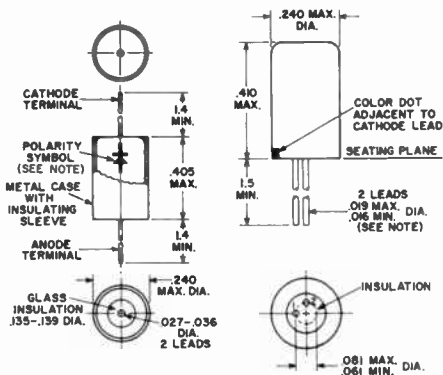 CATHODE
TERMINAL
1.4
MIN.
POLARITY
SYMBOL
(SEE NOTE)
METAL CASE
WITH
INSULATING
SLEEVE
.405
MAX.
1.4
MIN.
ANODE
TERMINAL
.240
MAX. DIA.
GLASS
INSULATION
.135-.139 DIA.
.027-.036
DIA.
2 LEADS
.240 MAX.
DIA.
.410
MAX.
COLOR DOT
ADJACENT TO
CATHODE LEAD
SEATING PLANE
1.5
MIN.
2 LEADS
.019 MAX.
.016 MIN. DIA.
(SEE NOTE)
INSULATION
.081 MAX.
.061 MIN. DIA.